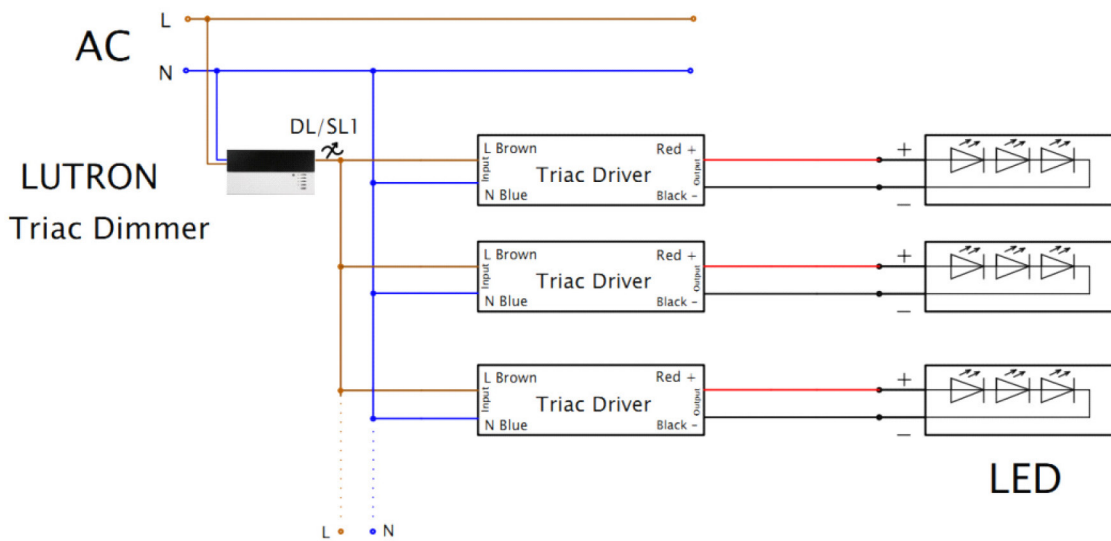 L
AC
N
DL/SL1
LUTRON
Triac Dimmer
L Brown
Red +
Input
Triac Driver
Output
N Blue
Black -
+
−
L Brown
Red +
Input
Triac Driver
Output
N Blue
Black -
+
−
L Brown
Red +
Input
Triac Driver
Output
N Blue
Black -
+
−
LED
L
N